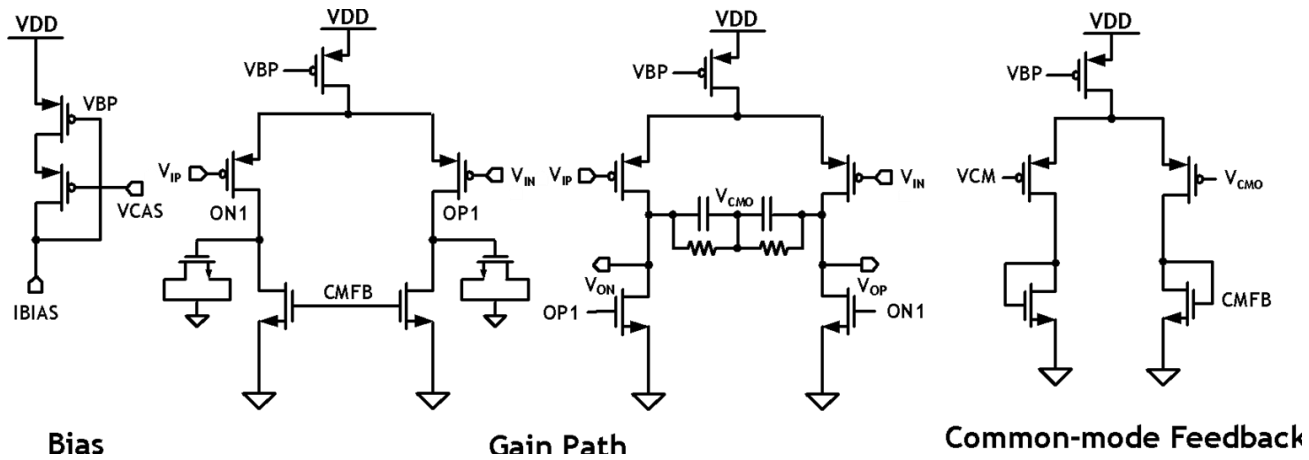 VDD
VBP
VCAS
IBIAS
Bias
VDD
VBP
VIP
VIN
ON1
OP1
CMFB
VDD
VBP
VIP
VIN
VCMO
VON
VOP
OP1
ON1
Gain Path
VDD
VBP
VCM
VCMO
CMFB
Common-mode Feedback